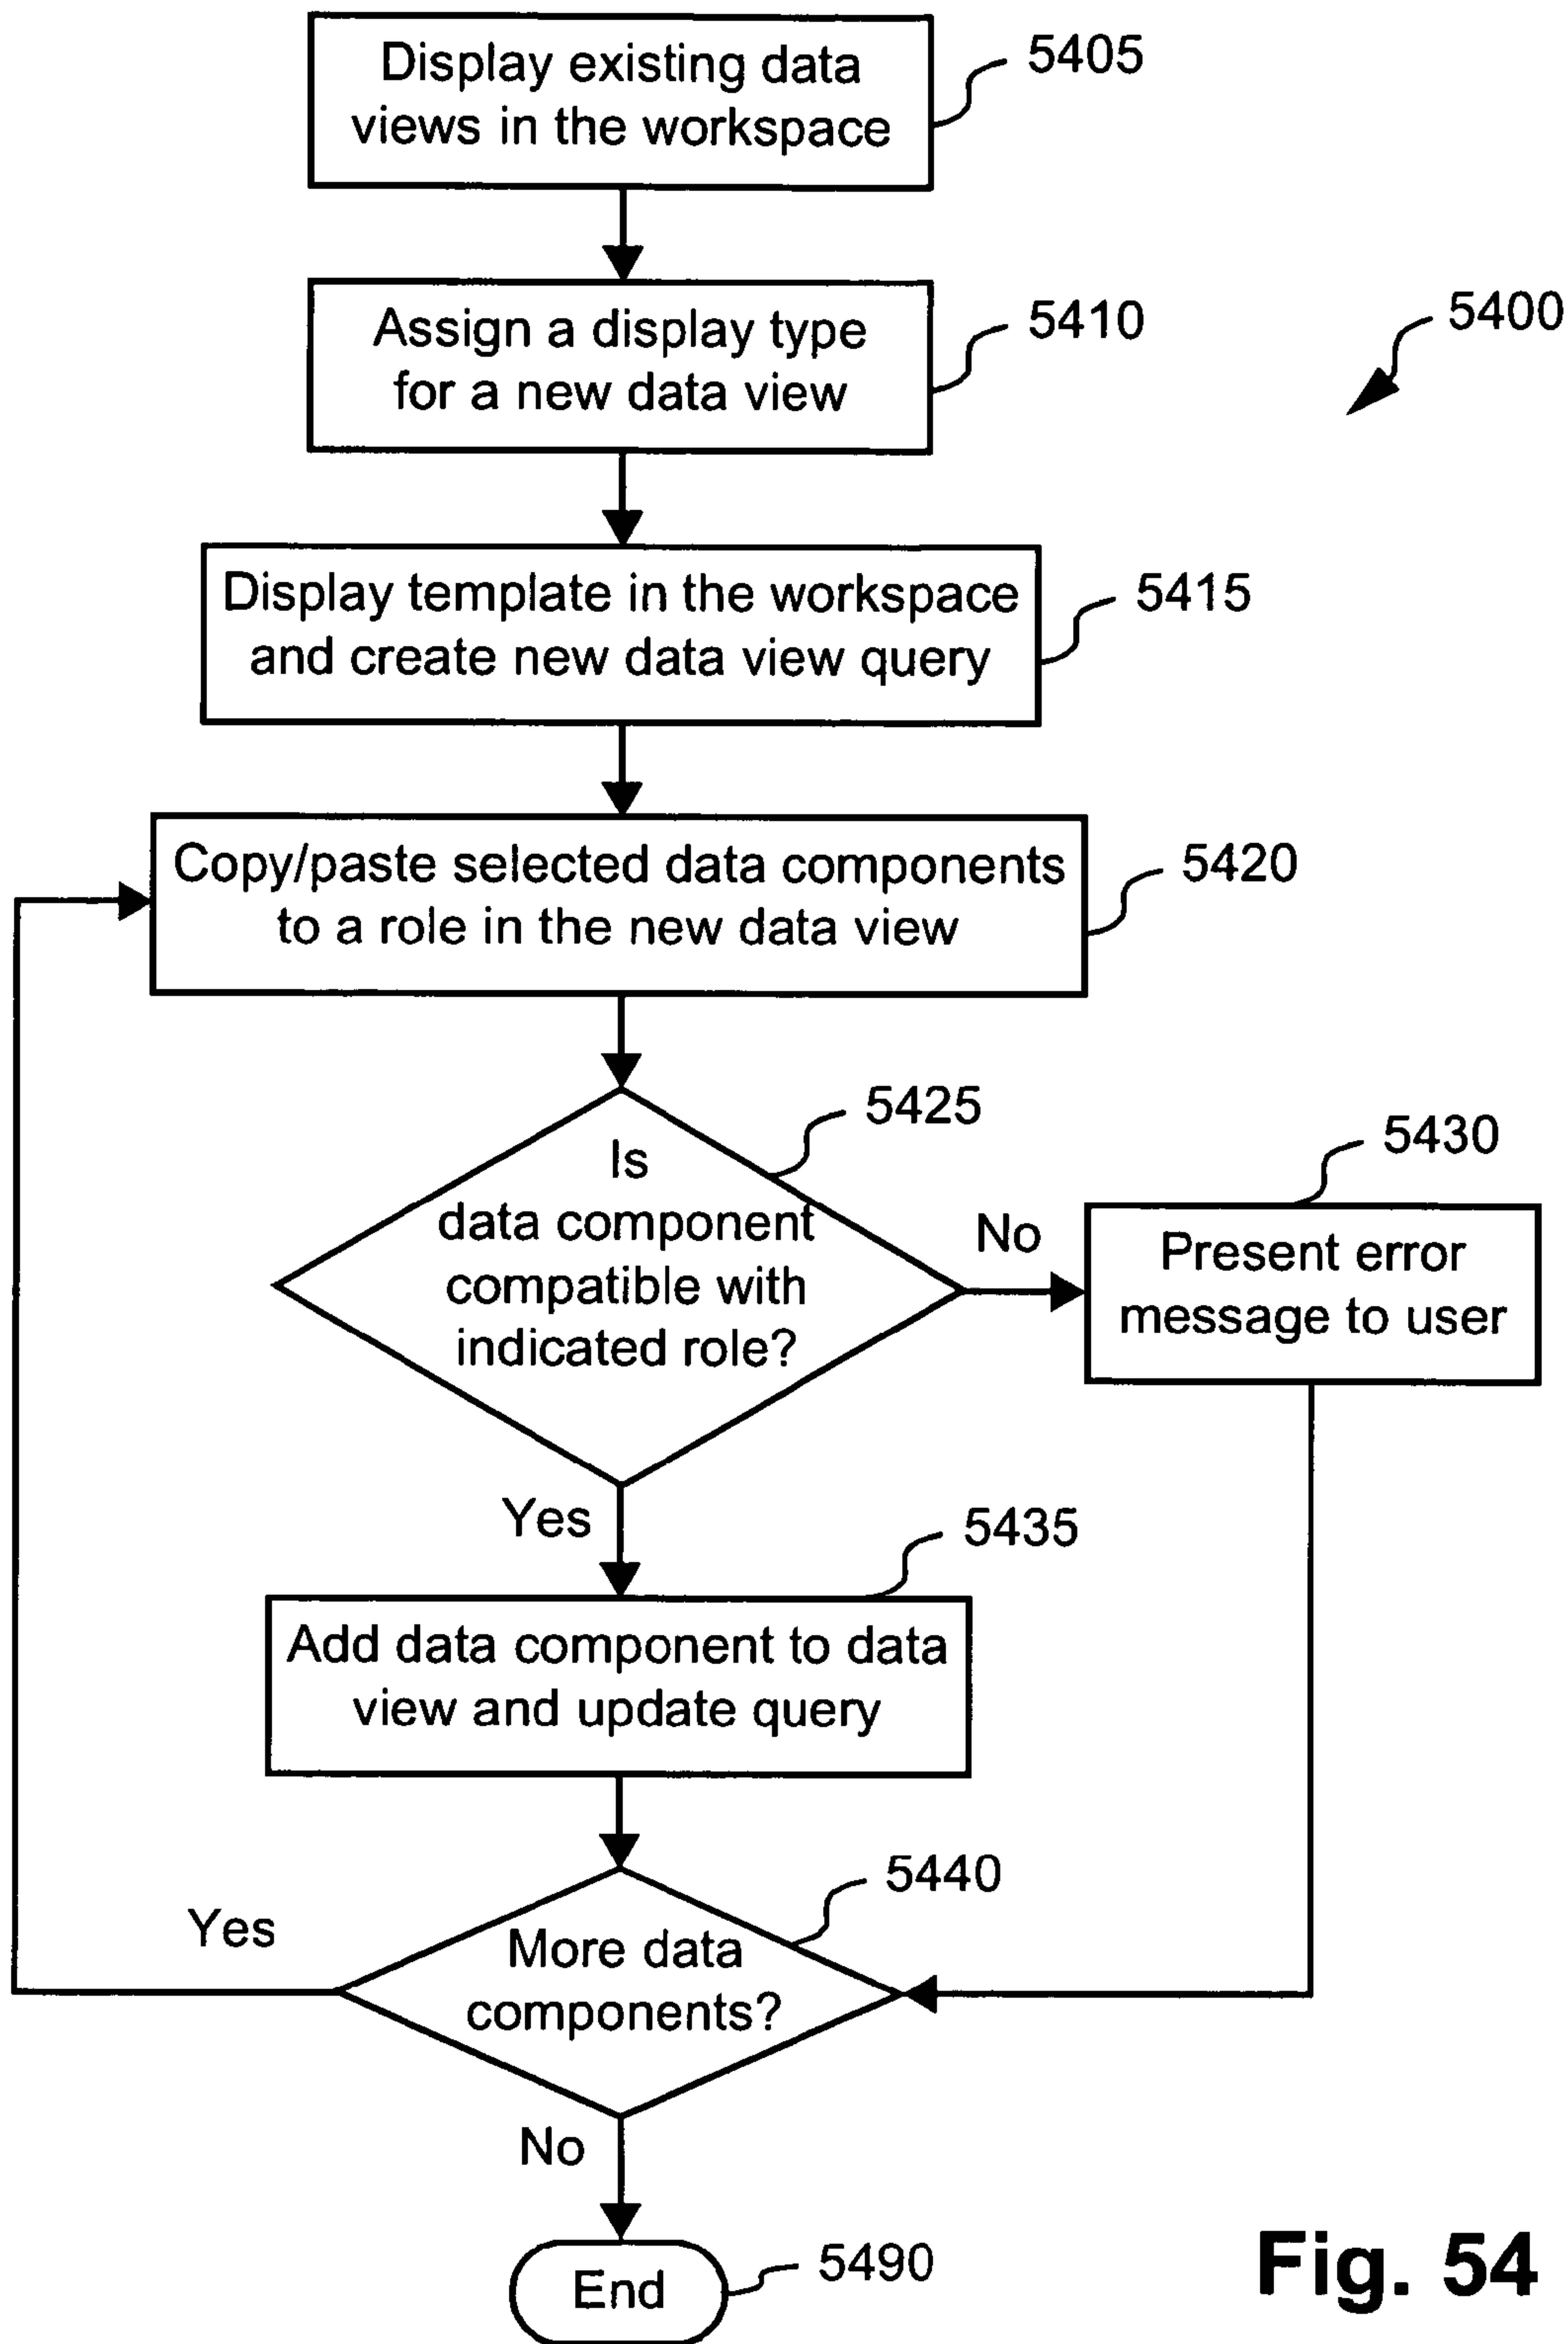 Display existing data
views in the workspace
5405
Assign a display type
for a new data view
5410
5400
Display template in the workspace
and create new data view query
5415
Copy/paste selected data components
to a role in the new data view
5420
Is
data component
compatible with
indicated role?
5425
No
5430
Present error
message to user
Yes
5435
Add data component to data
view and update query
5440
More data
components?
Yes
No
End
5490
Fig. 54